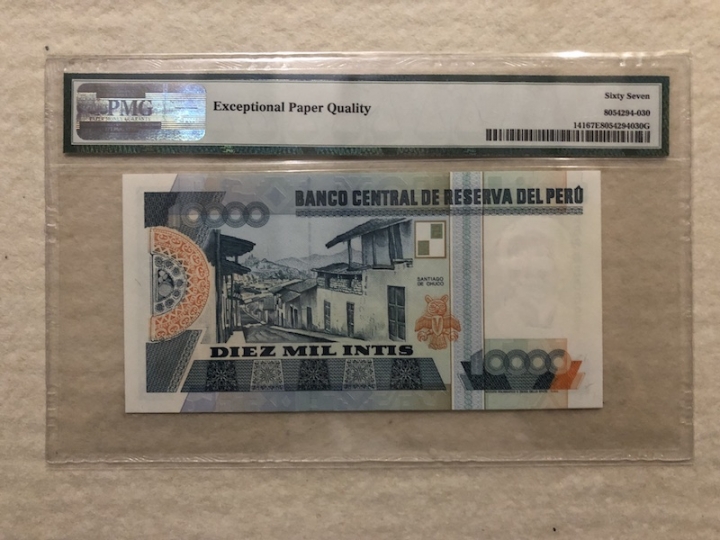 PMG
Exceptional Paper Quality
Sixty Seven
8054294-030
14167E8054294030G
10000
BANCO CENTRAL DE RESERVA DEL PERÚ
SANTIAGO
DE CHUCO
DIEZ MIL INTIS
10000